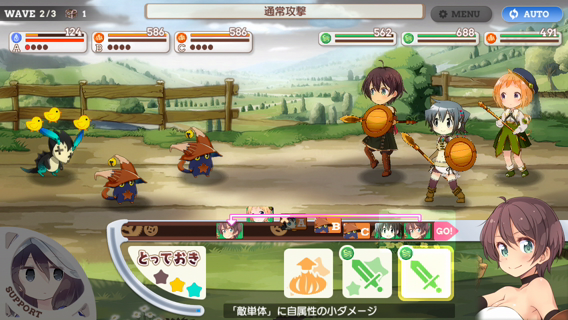 WAVE 2/3 1
通常攻撃
MENU
AUTO
A 124
B 586
C 586
562
688
491
B
C
GO!
とっておき
SUPPORT
「敵単体」に自属性の小ダメージ